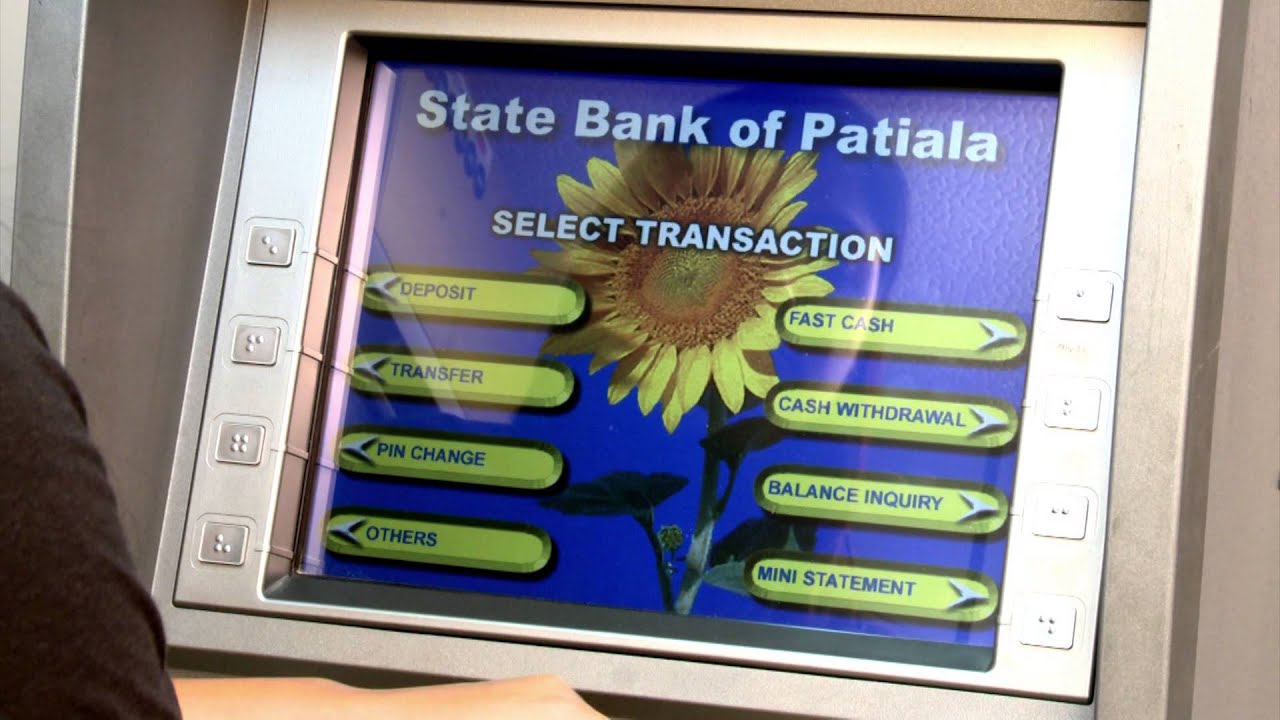 State Bank of Patiala
SELECT TRANSACTION
DEPOSIT
TRANSFER
PIN CHANGE
OTHERS
FAST CASH
CASH WITHDRAWAL
BALANCE INQUIRY
MINI STATEMENT